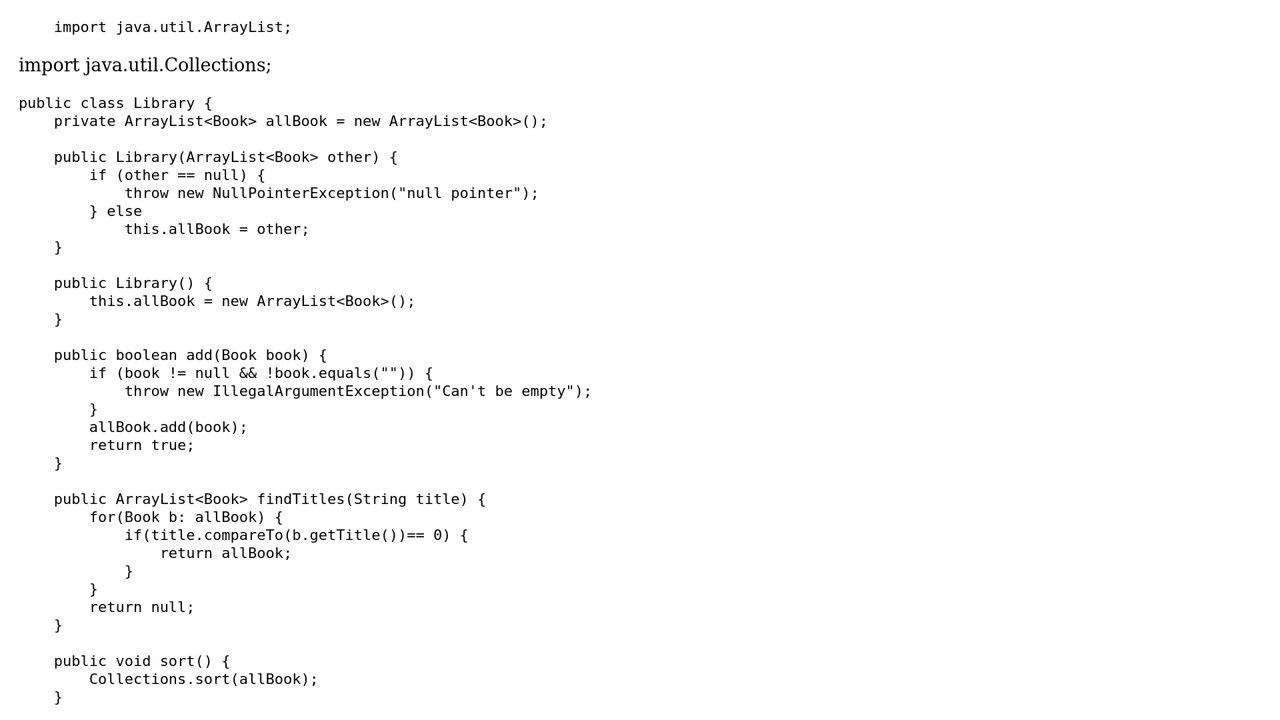 import java.util.ArrayList;
import java.util.Collections;
public class Library {
    private ArrayList<Book> allBook = new ArrayList<Book>();
    public Library(ArrayList<Book> other) {
        if (other == null) {
            throw new NullPointerException("null pointer");
        } else
            this.allBook = other;
    }
    public Library() {
        this.allBook = new ArrayList<Book>();
    }
    public boolean add(Book book) {
        if (book != null && !book.equals("")) {
            throw new IllegalArgumentException("Can't be empty");
        }
        allBook.add(book);
        return true;
    }
    public ArrayList<Book> findTitles(String title) {
        for(Book b: allBook) {
            if(title.compareTo(b.getTitle())== 0) {
                return allBook;
            }
        }
        return null;
    }
    public void sort() {
        Collections.sort(allBook);
    }